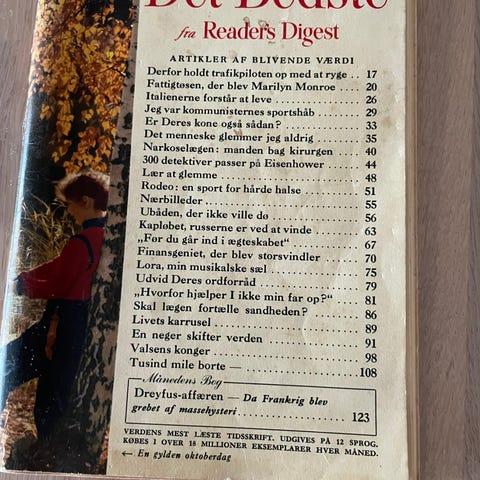 Det Bedste
fra Reader's Digest
ARTIKLER AF BLIVENDE VÆRDI
Derfor holdt trafikpiloten op med at ryge .. 17
Fattigtøsen, der blev Marilyn Monroe ..... 20
Italienerne forstår at leve ................ 26
Jeg var kommunisternes sportshåb ........ 29
Er Deres kone også sådan? ............... 33
Det menneske glemmer jeg aldrig ........ 35
Narkoselægen: manden bag kirurgen .... 40
300 detektiver passer på Eisenhower ..... 44
Lær at glemme ......................... 48
Rodeo: en sport for hårde halse .......... 51
Nærbilleder ............................ 55
Ubåden, der ikke ville dø ................ 56
Kapløbet, russerne er ved at vinde ....... 63
„Før du går ind i ægteskabet“ ........... 67
Finansgeniet, der blev storsvindler ....... 70
Lora, min musikalske sæl ................ 75
Udvid Deres ordforråd .................. 79
„Hvorfor hjælper I ikke min far op?“ .... 81
Skal lægen fortælle sandheden? .......... 86
Livets karrusel ......................... 89
En neger skifter verden ................. 91
Valsens konger ......................... 98
Tusind mile borte — .................... 108
Månedens Bog
Dreyfus-affæren — Da Frankrig blev
grebet af massehysteri ..................... 123
VERDENS MEST LÆSTE TIDSSKRIFT. UDGIVES PÅ 12 SPROG.
KØBES I OVER 18 MILLIONER EKSEMPLARER HVER MÅNED.
← En gylden oktoberdag